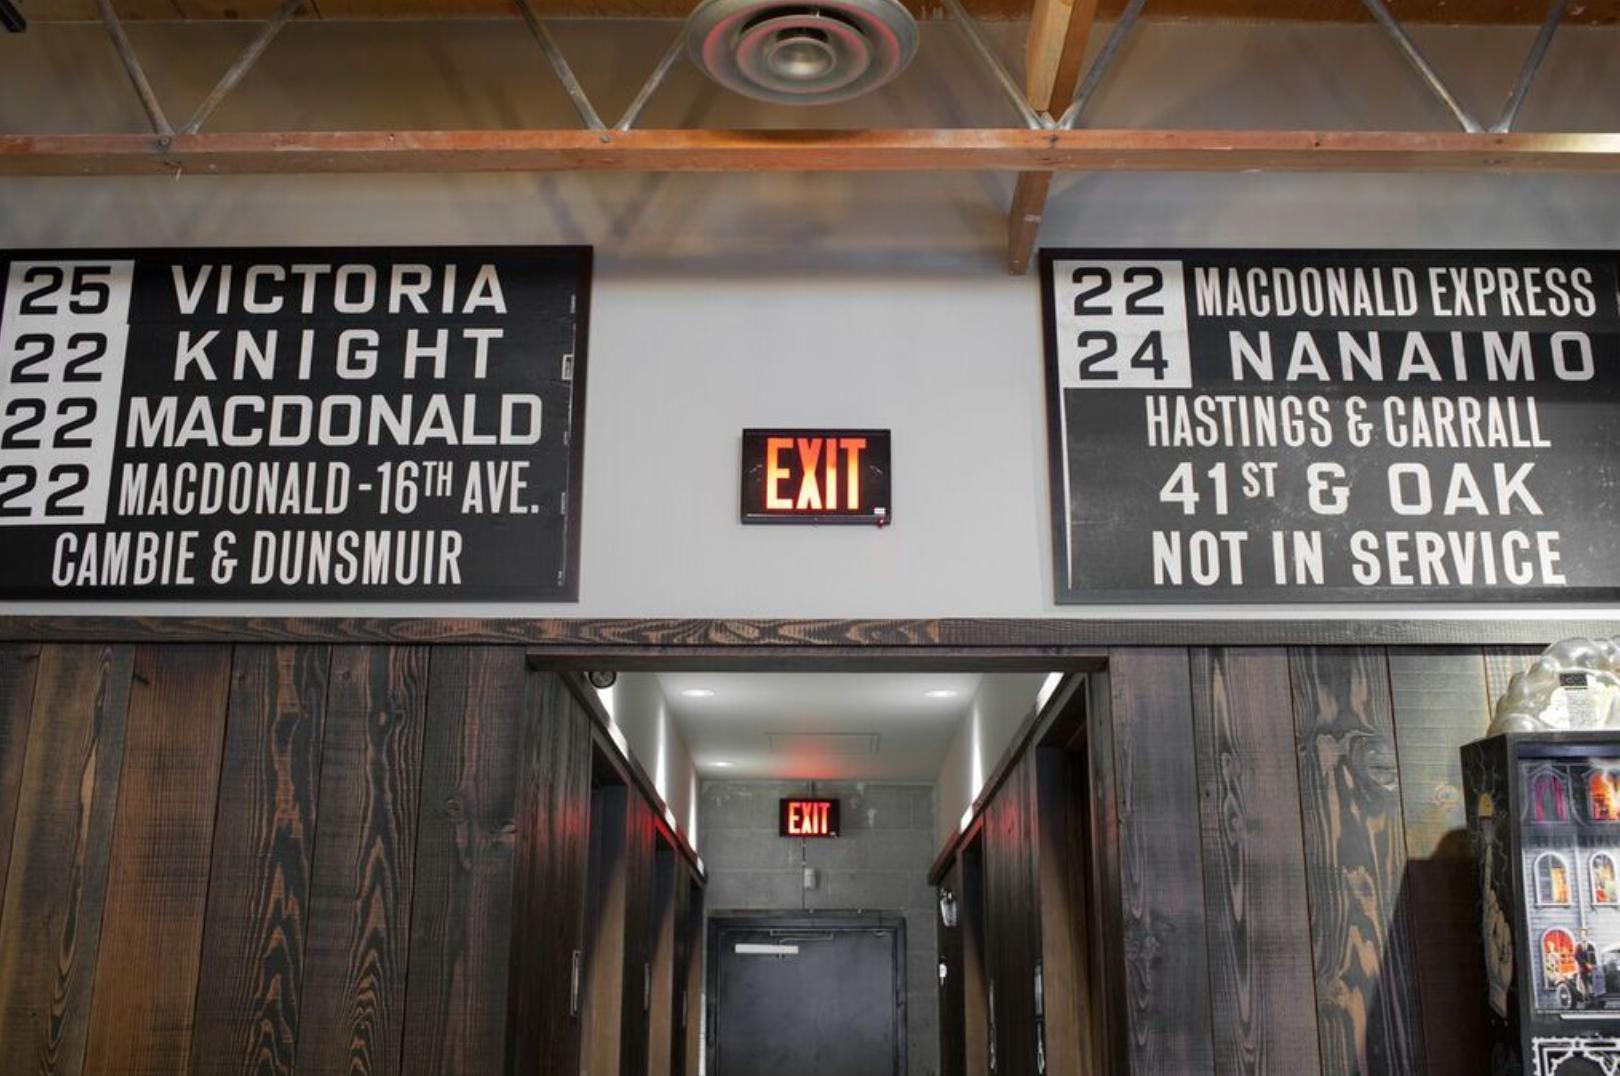 25 VICTORIA
22 KNIGHT
22 MACDONALD
22 MACDONALD-16TH AVE.
CAMBIE & DUNSMUIR
EXIT
22 MACDONALD EXPRESS
24 NANAIMO
HASTINGS & CARRALL
41ST & OAK
NOT IN SERVICE
EXIT